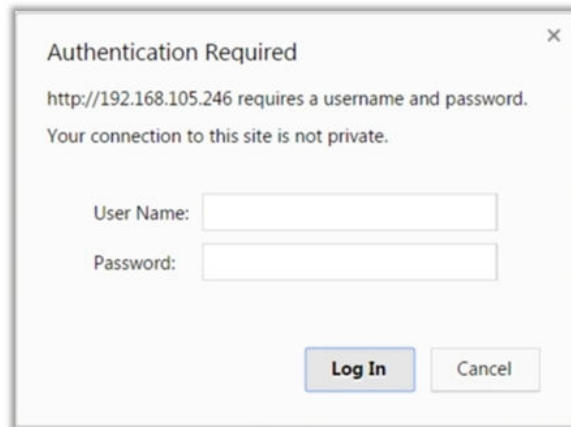 Authentication Required
http://192.168.105.246 requires a username and password.
Your connection to this site is not private.
User Name:
Password:
Log In
Cancel